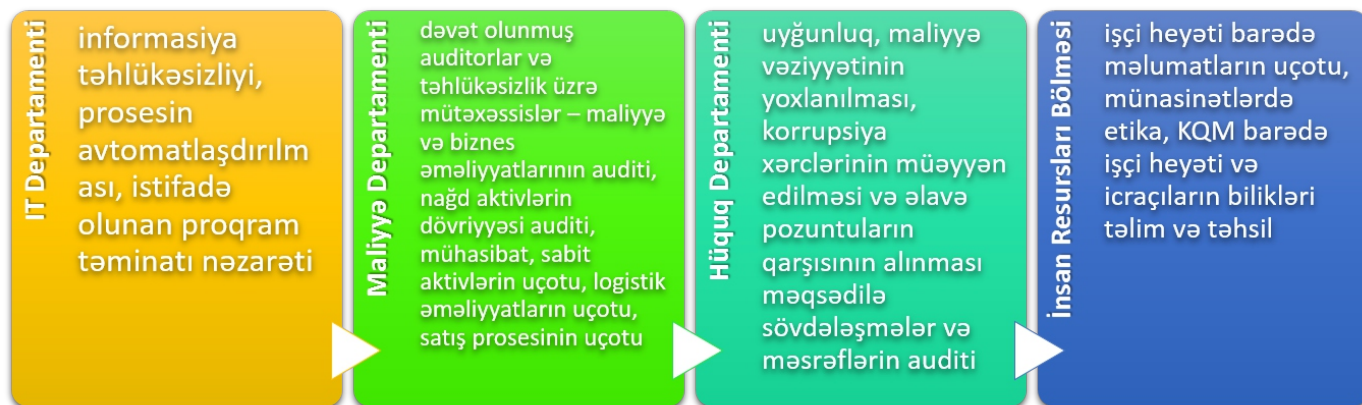 IT Departamenti
informasiya
təhlükəsizliyi,
prosesin
avtomatlaşdırılm
ası, istifadə
olunan proqram
təminatı nəzarəti
Maliyyə Departamenti
dəvət olunmuş
auditorlar və
təhlükəsizlik üzrə
mütəxəssislər – maliyyə
və biznes
əməliyyatlarının auditi,
nağd aktivlərin
dövriyyəsi auditi,
mühasibat, sabit
aktivlərin uçotu, logistik
əməliyyatların uçotu,
satış prosesinin uçotu
Hüquq Departamenti
uyğunluq, maliyyə
vəziyyətinin
yoxlanılması,
korrupsiya
xərclərinin müəyyən
edilməsi və əlavə
pozuntuların
qarşısının alınması
məqsədilə
sövdələşmələr və
məsrəflərin auditi
İnsan Resursları Bölməsi
işçi heyəti barədə
məlumatların uçotu,
münasinətlərdə
etika, KQM barədə
işçi heyəti və
icraçıların bilikləri
təlim və təhsil